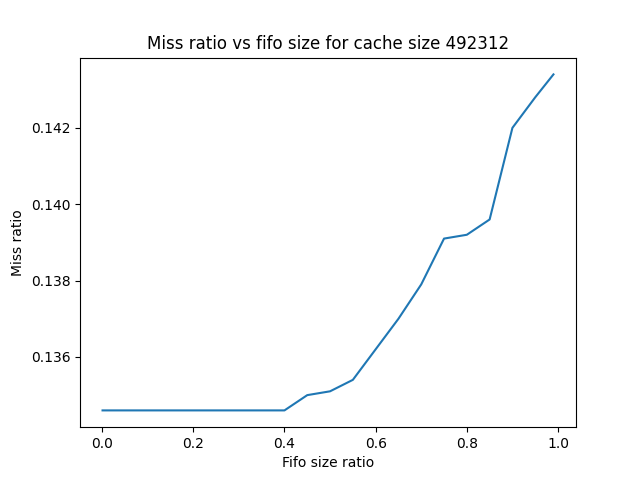 Miss ratio vs fifo size for cache size 492312
0.142
0.140
0.138
0.136
Miss ratio
0.0 0.2 0.4 0.6 0.8 1.0
Fifo size ratio